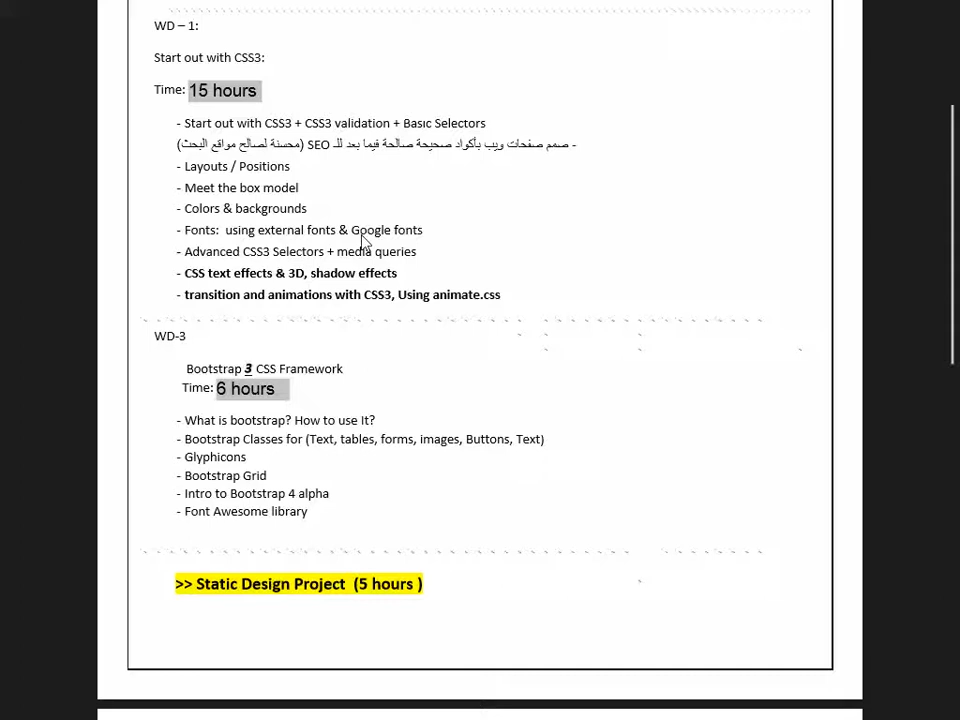 WD – 1:
Start out with CSS3:
Time: 15 hours
- Start out with CSS3 + CSS3 validation + Basic Selectors
- صمم صفحات ويب بأكواد صحيحة صالحة فيما بعد للـ SEO (محسنة لصالح مواقع البحث)
- Layouts / Positions
- Meet the box model
- Colors & backgrounds
- Fonts: using external fonts & Google fonts
- Advanced CSS3 Selectors + media queries
- CSS text effects & 3D, shadow effects
- transition and animations with CSS3, Using animate.css
WD-3
Bootstrap 3 CSS Framework
Time: 6 hours
- What is bootstrap? How to use It?
- Bootstrap Classes for (Text, tables, forms, images, Buttons, Text)
- Glyphicons
- Bootstrap Grid
- Intro to Bootstrap 4 alpha
- Font Awesome library
>> Static Design Project (5 hours )